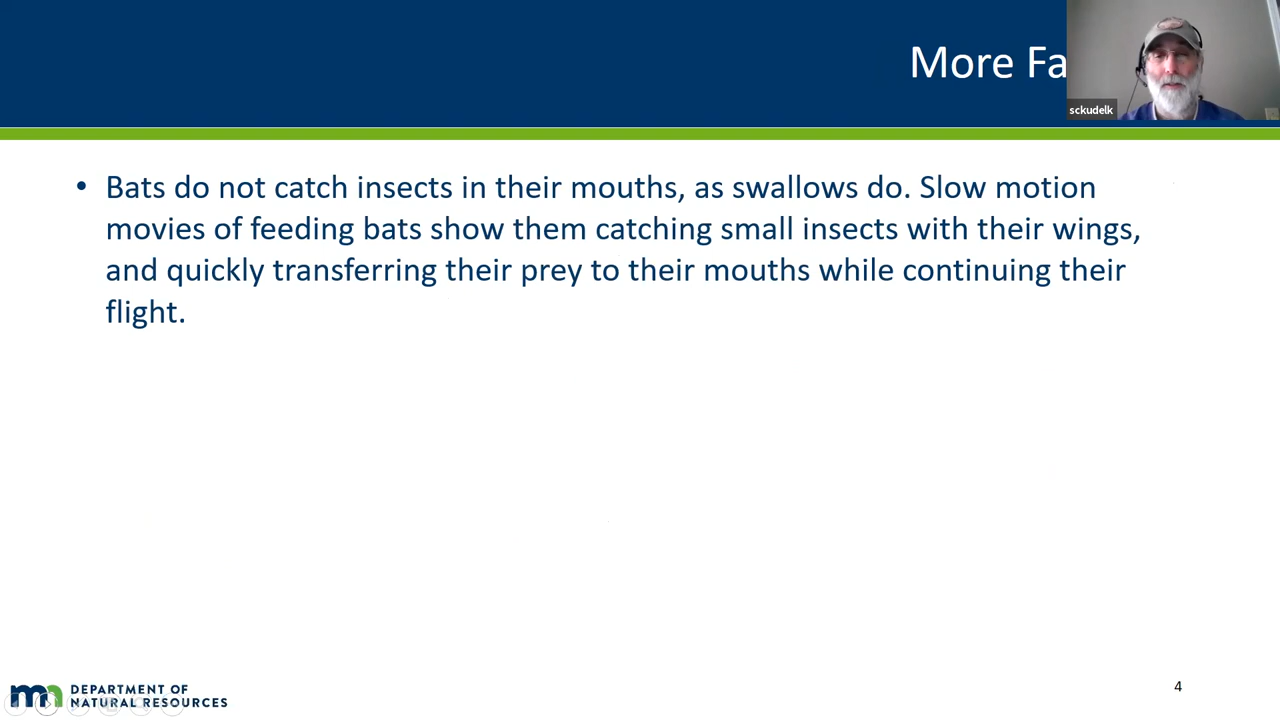 More Fa
sckudelk
• Bats do not catch insects in their mouths, as swallows do. Slow motion
movies of feeding bats show them catching small insects with their wings,
and quickly transferring their prey to their mouths while continuing their
flight.
mn DEPARTMENT OF
NATURAL RESOURCES
4